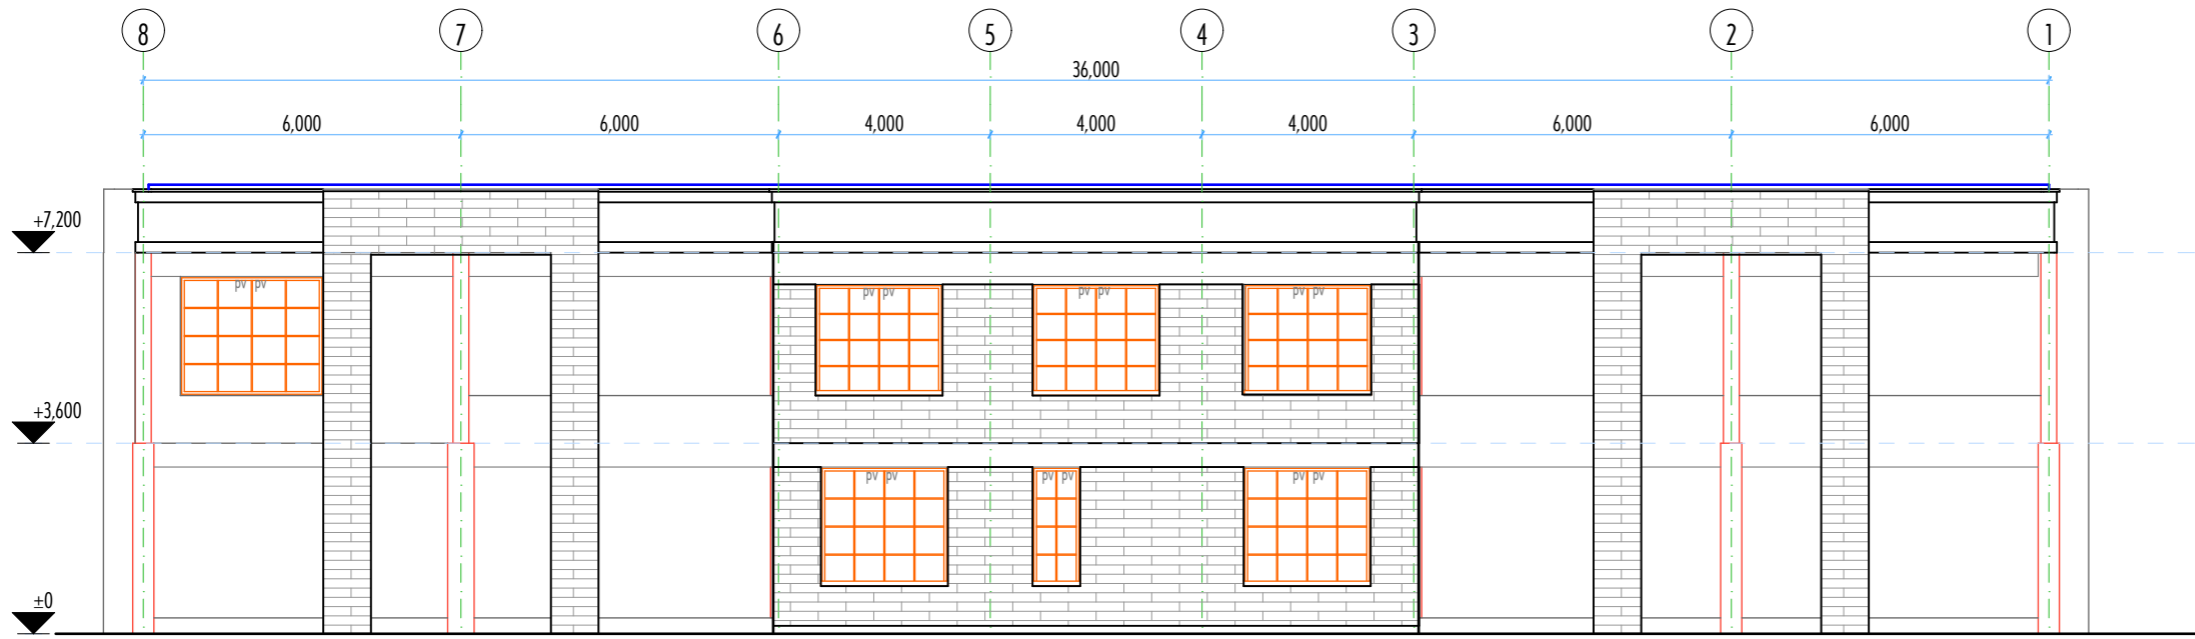 8 7 6 5 4 3 2 1
36,000
6,000 6,000 4,000 4,000 4,000 6,000 6,000
+7,200
pv pv
pv pv pv pv pv pv
+3,600
pv pv pv pv pv pv
±0